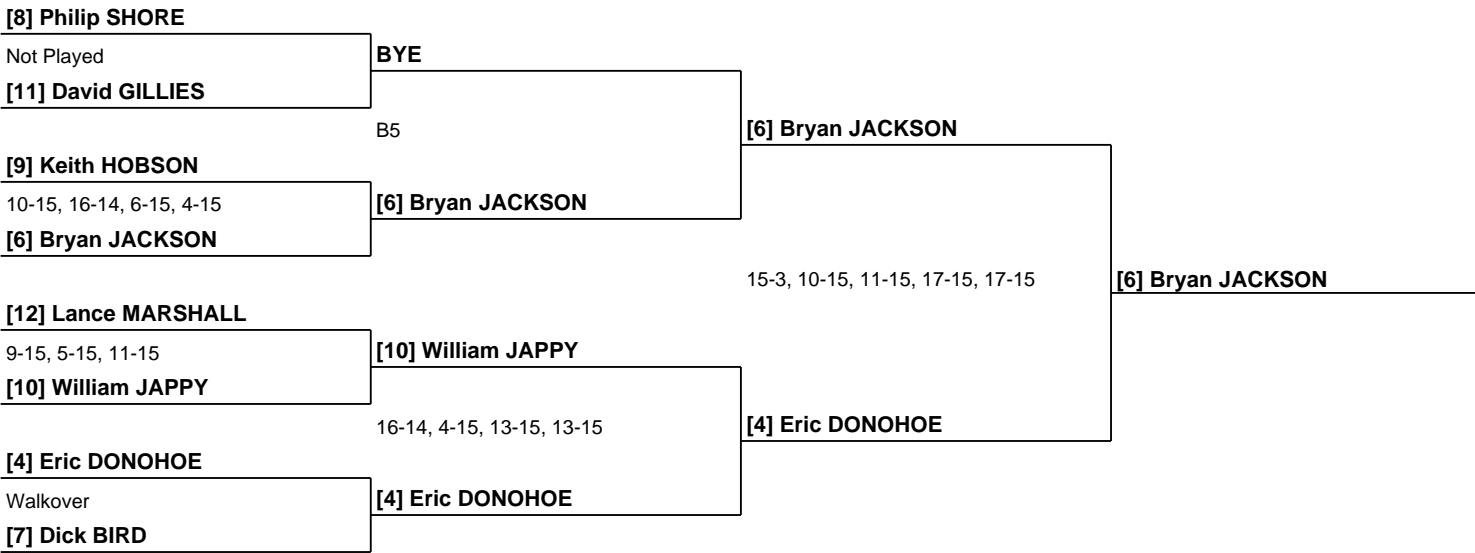 [8] Philip SHORE
Not Played
BYE
[11] David GILLIES
B5
[6] Bryan JACKSON
[9] Keith HOBSON
10-15, 16-14, 6-15, 4-15
[6] Bryan JACKSON
[6] Bryan JACKSON
15-3, 10-15, 11-15, 17-15, 17-15
[6] Bryan JACKSON
[12] Lance MARSHALL
9-15, 5-15, 11-15
[10] William JAPPY
[10] William JAPPY
16-14, 4-15, 13-15, 13-15
[4] Eric DONOHOE
[4] Eric DONOHOE
Walkover
[4] Eric DONOHOE
[7] Dick BIRD